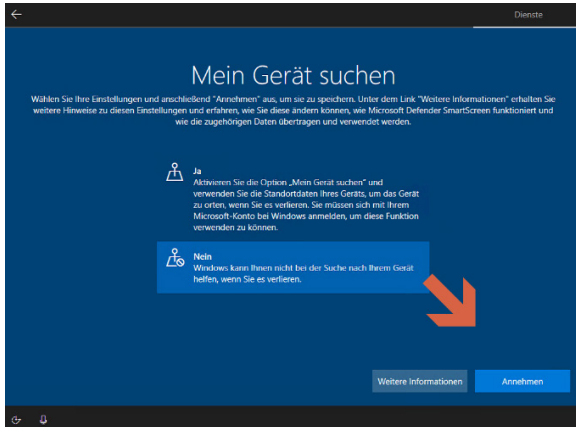 Dienste
Mein Gerät suchen
Wählen Sie Ihre Einstellungen und anschließend "Annehmen" aus, um sie zu speichern. Unter dem Link "Weitere Informationen" erhalten Sie
weitere Hinweise zu diesen Einstellungen und erfahren, wie Sie diese ändern können, wie Microsoft Defender SmartScreen funktioniert und
wie die zugehörigen Daten übertragen und verwendet werden.
Ja
Aktivieren Sie die Option „Mein Gerät suchen" und
verwenden Sie die Standortdaten Ihres Geräts, um das Gerät
zu orten, wenn Sie es verlieren. Sie müssen sich mit Ihrem
Microsoft-Konto bei Windows anmelden, um diese Funktion
verwenden zu können.
Nein
Windows kann Ihnen nicht bei der Suche nach Ihrem Gerät
helfen, wenn Sie es verlieren.
Weitere Informationen
Annehmen